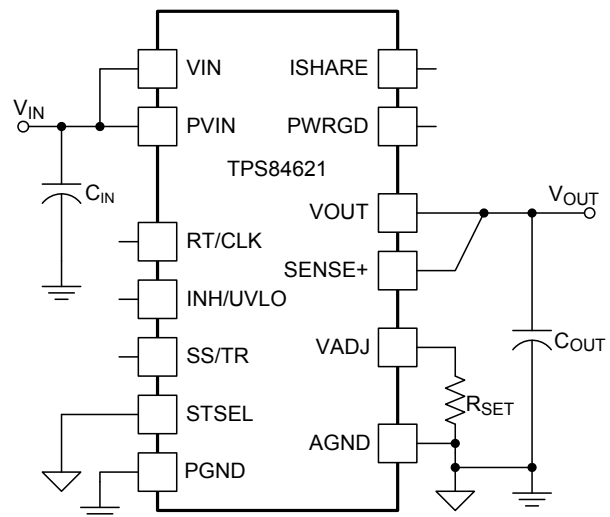 VIN
ISHARE
V_IN
PVIN
PWRGD
TPS84621
C_IN
VOUT
V_OUT
RT/CLK
SENSE+
INH/UVLO
VADJ
C_OUT
SS/TR
R_SET
STSEL
AGND
PGND